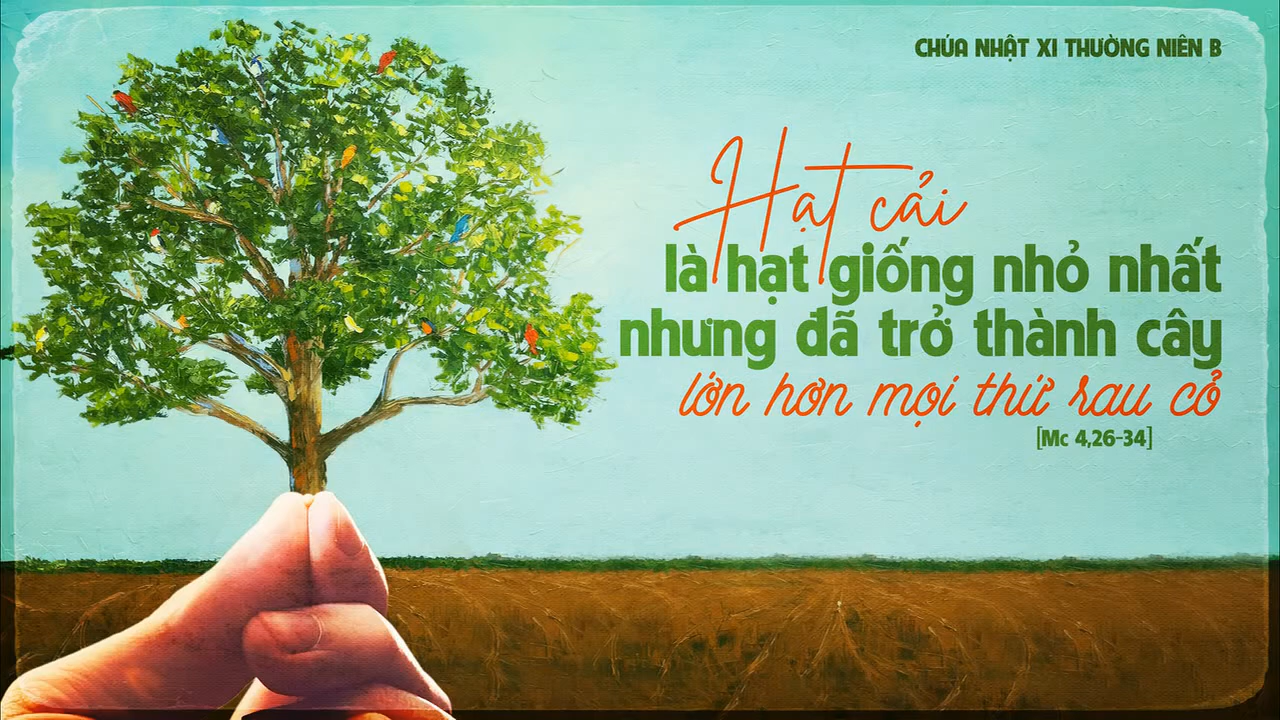 CHÚA NHẬT XI THƯỜNG NIÊN B
Hạt cải
là hạt giống nhỏ nhất
nhưng đã trở thành cây
lớn hơn mọi thứ rau cỏ
[Mc 4,26-34]